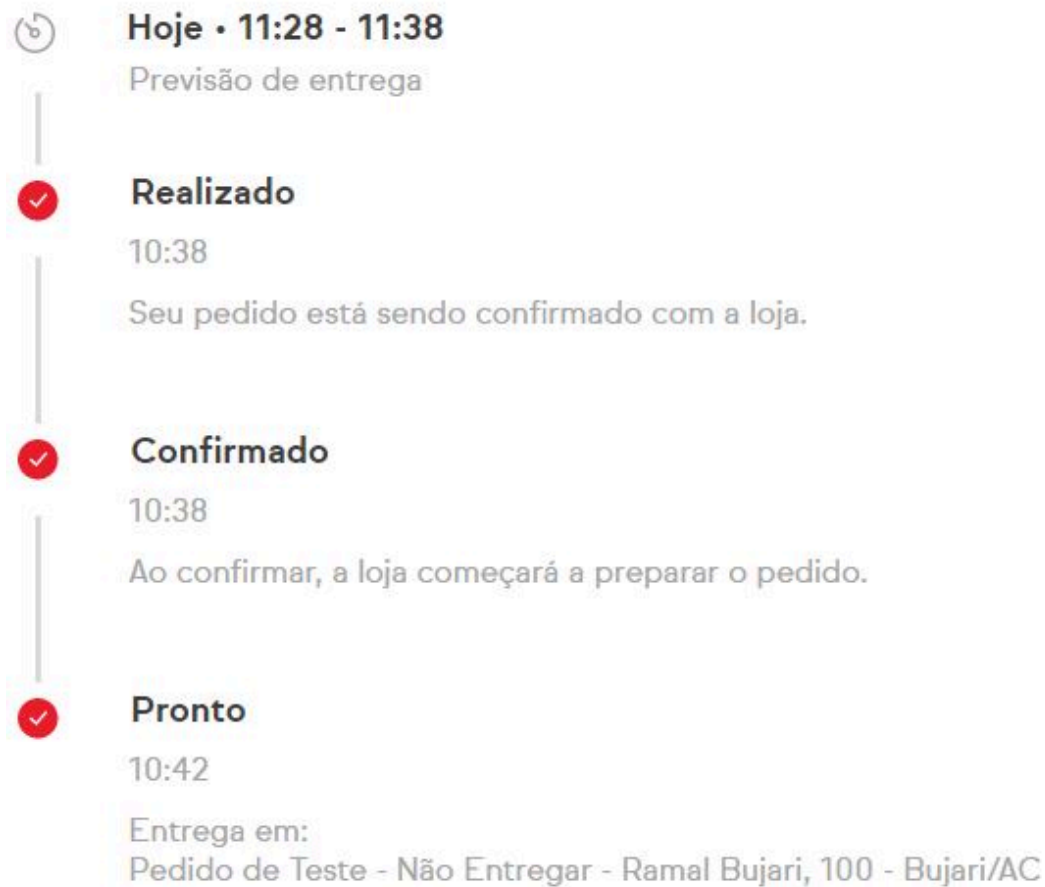 Hoje • 11:28 - 11:38
Previsão de entrega
Realizado
10:38
Seu pedido está sendo confirmado com a loja.
Confirmado
10:38
Ao confirmar, a loja começará a preparar o pedido.
Pronto
10:42
Entrega em:
Pedido de Teste - Não Entregar - Ramal Bujari, 100 - Bujari/AC